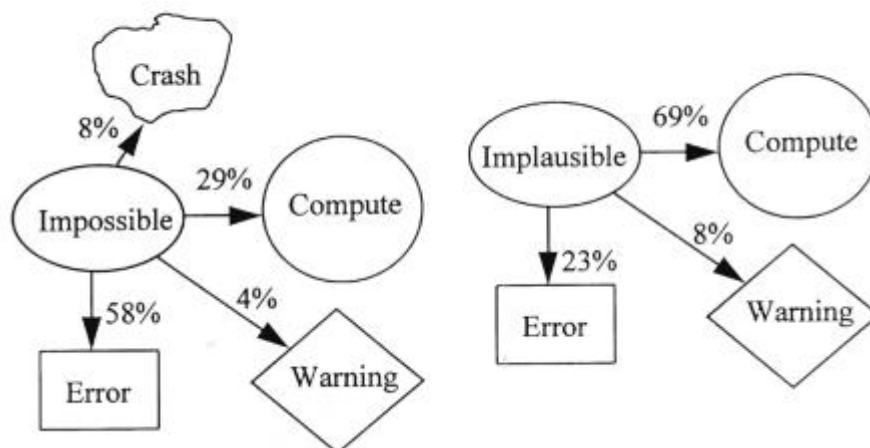 Crash
8%
29%
Impossible
Compute
58%
4%
Error
Warning
69%
Implausible
Compute
23%
8%
Error
Warning